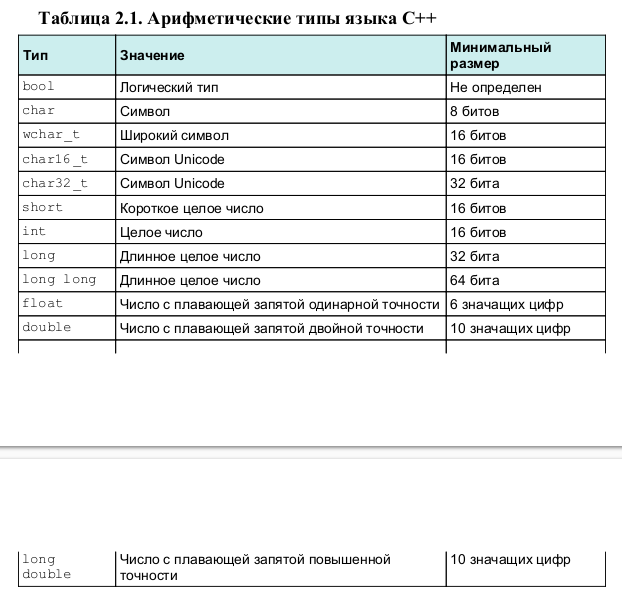 Таблица 2.1. Арифметические типы языка C++
Тип Значение Минимальный размер
bool Логический тип Не определен
char Символ 8 битов
wchar_t Широкий символ 16 битов
char16_t Символ Unicode 16 битов
char32_t Символ Unicode 32 бита
short Короткое целое число 16 битов
int Целое число 16 битов
long Длинное целое число 32 бита
long long Длинное целое число 64 бита
float Число с плавающей запятой одинарной точности 6 значащих цифр
double Число с плавающей запятой двойной точности 10 значащих цифр
long double Число с плавающей запятой повышенной точности 10 значащих цифр